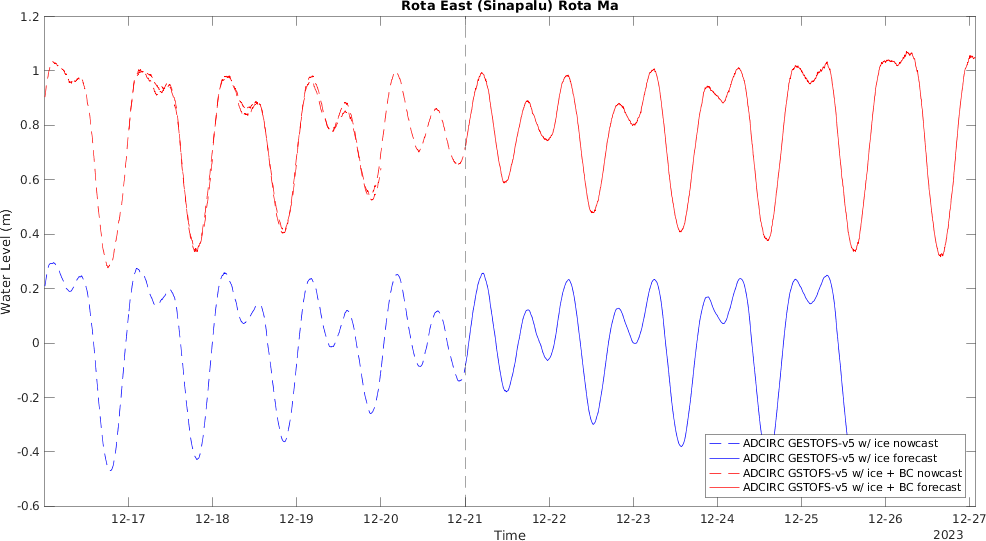 Rota East (Sinapalu) Rota Ma
1.2
1
0.8
0.6
0.4
0.2
0
-0.2
-0.4
-0.6
Water Level (m)
ADCIRC GESTOFS-v5 w/ ice nowcast
ADCIRC GESTOFS-v5 w/ ice forecast
ADCIRC GSTOFS-v5 w/ ice + BC nowcast
ADCIRC GSTOFS-v5 w/ ice + BC forecast
12-17 12-18 12-19 12-20 12-21 12-22 12-23 12-24 12-25 12-26 12-27
Time
2023